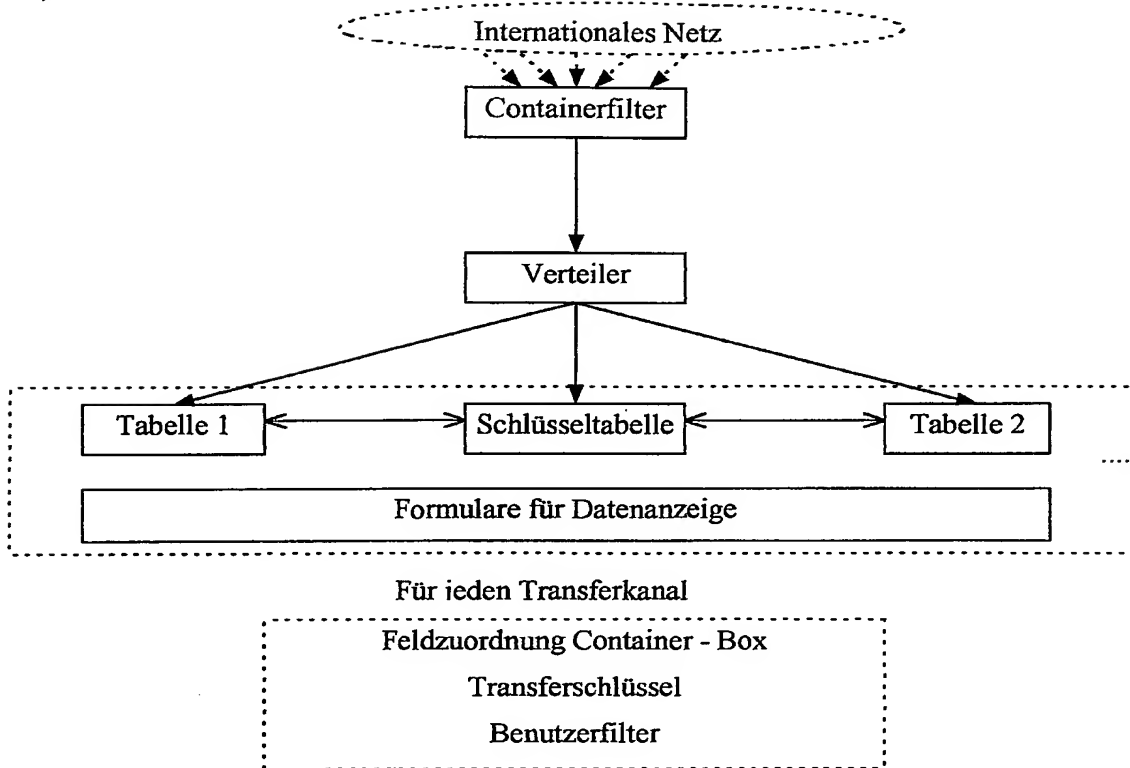 Internationales Netz
Containerfilter
Verteiler
Tabelle 1
Schlüsseltabelle
Tabelle 2
Formulare für Datenanzeige
Für jeden Transferkanal
Feldzuordnung Container - Box
Transferschlüssel
Benutzerfilter